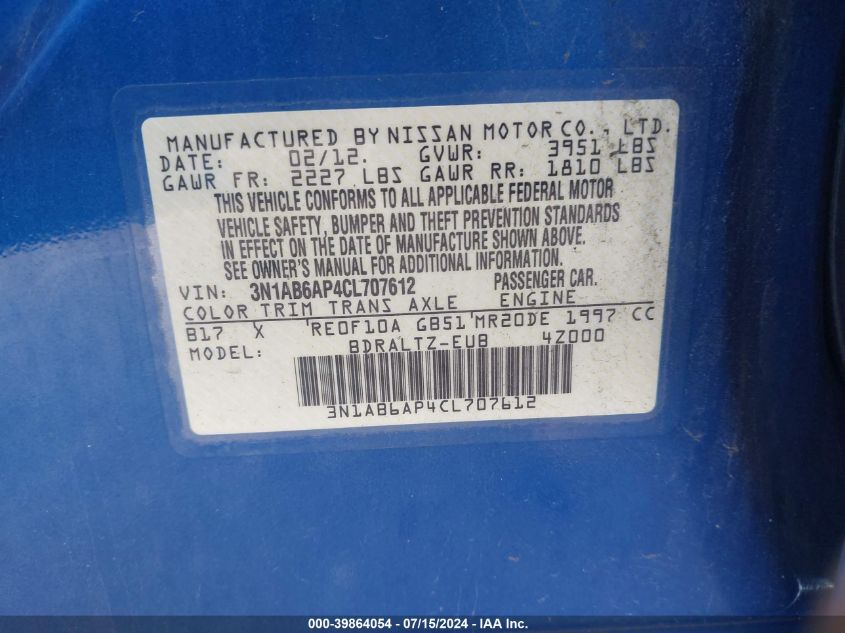 MANUFACTURED BY NISSAN MOTOR CO., LTD.
DATE: 02/12. GVWR: 3951 LBS
GAWR FR: 2227 LBS GAWR RR: 1810 LBS
THIS VEHICLE CONFORMS TO ALL APPLICABLE FEDERAL MOTOR
VEHICLE SAFETY, BUMPER AND THEFT PREVENTION STANDARDS
IN EFFECT ON THE DATE OF MANUFACTURE SHOWN ABOVE.
SEE OWNER'S MANUAL FOR ADDITIONAL INFORMATION.
VIN: 3N1AB6AP4CL707612 PASSENGER CAR.
COLOR TRIM TRANS AXLE ENGINE
B17 X RE0F10A GB51 MR20DE 1997 CC
MODEL: BDRALTZ-EUB 4Z000
3N1AB6AP4CL707612
000-39864054 - 07/15/2024 - IAA Inc.